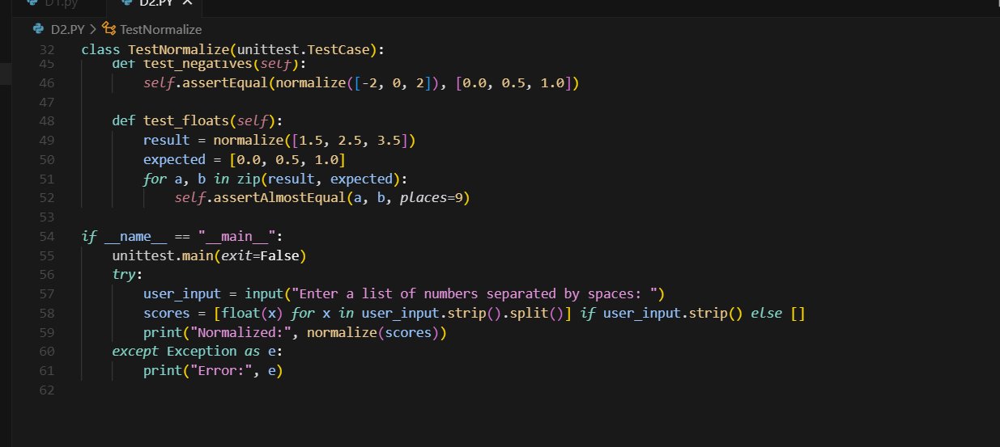 D1.py
D2.PY
D2.PY > TestNormalize
32 class TestNormalize(unittest.TestCase):
45     def test_negatives(self):
46         self.assertEqual(normalize([-2, 0, 2]), [0.0, 0.5, 1.0])
47
48     def test_floats(self):
49         result = normalize([1.5, 2.5, 3.5])
50         expected = [0.0, 0.5, 1.0]
51         for a, b in zip(result, expected):
52             self.assertAlmostEqual(a, b, places=9)
53
54 if __name__ == "__main__":
55     unittest.main(exit=False)
56     try:
57         user_input = input("Enter a list of numbers separated by spaces: ")
58         scores = [float(x) for x in user_input.strip().split()] if user_input.strip() else []
59         print("Normalized:", normalize(scores))
60     except Exception as e:
61         print("Error:", e)
62